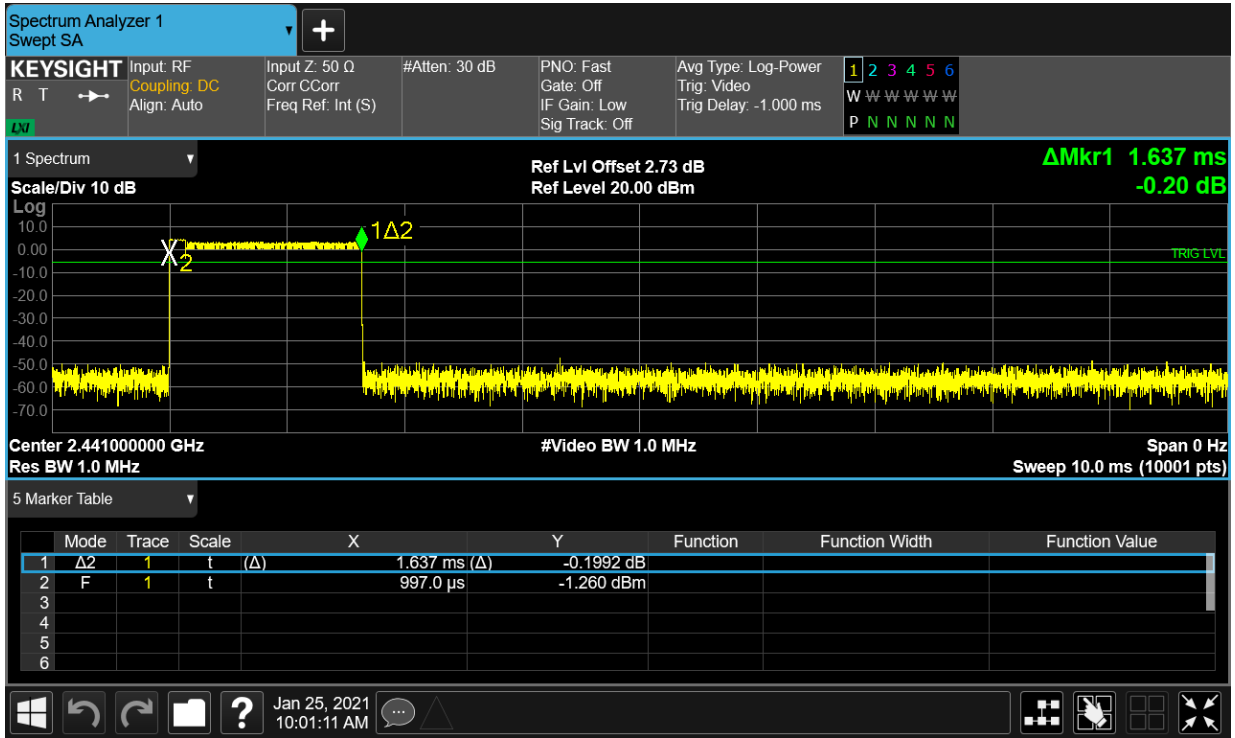 Spectrum Analyzer 1
Swept SA
KEYSIGHT
R T
LXI
Input: RF
Coupling: DC
Align: Auto
Input Z: 50 Ω
Corr CCorr
Freq Ref: Int (S)
#Atten: 30 dB
PNO: Fast
Gate: Off
IF Gain: Low
Sig Track: Off
Avg Type: Log-Power
Trig: Video
Trig Delay: -1.000 ms
1 2 3 4 5 6
W W W W W W
P N N N N N
1 Spectrum
Scale/Div 10 dB
Ref Lvl Offset 2.73 dB
Ref Level 20.00 dBm
ΔMkr1 1.637 ms
-0.20 dB
Log
10.0
0.00
-10.0
-20.0
-30.0
-40.0
-50.0
-60.0
-70.0
X
2
1Δ2
TRIG LVL
Center 2.441000000 GHz #Video BW 1.0 MHz Span 0 Hz
Res BW 1.0 MHz Sweep 10.0 ms (10001 pts)
5 Marker Table
Mode Trace Scale X Y Function Function Width Function Value
1 Δ2 1 t (Δ) 1.637 ms (Δ) -0.1992 dB
2 F 1 t 997.0 µs -1.260 dBm
3
4
5
6
?
Jan 25, 2021
10:01:11 AM